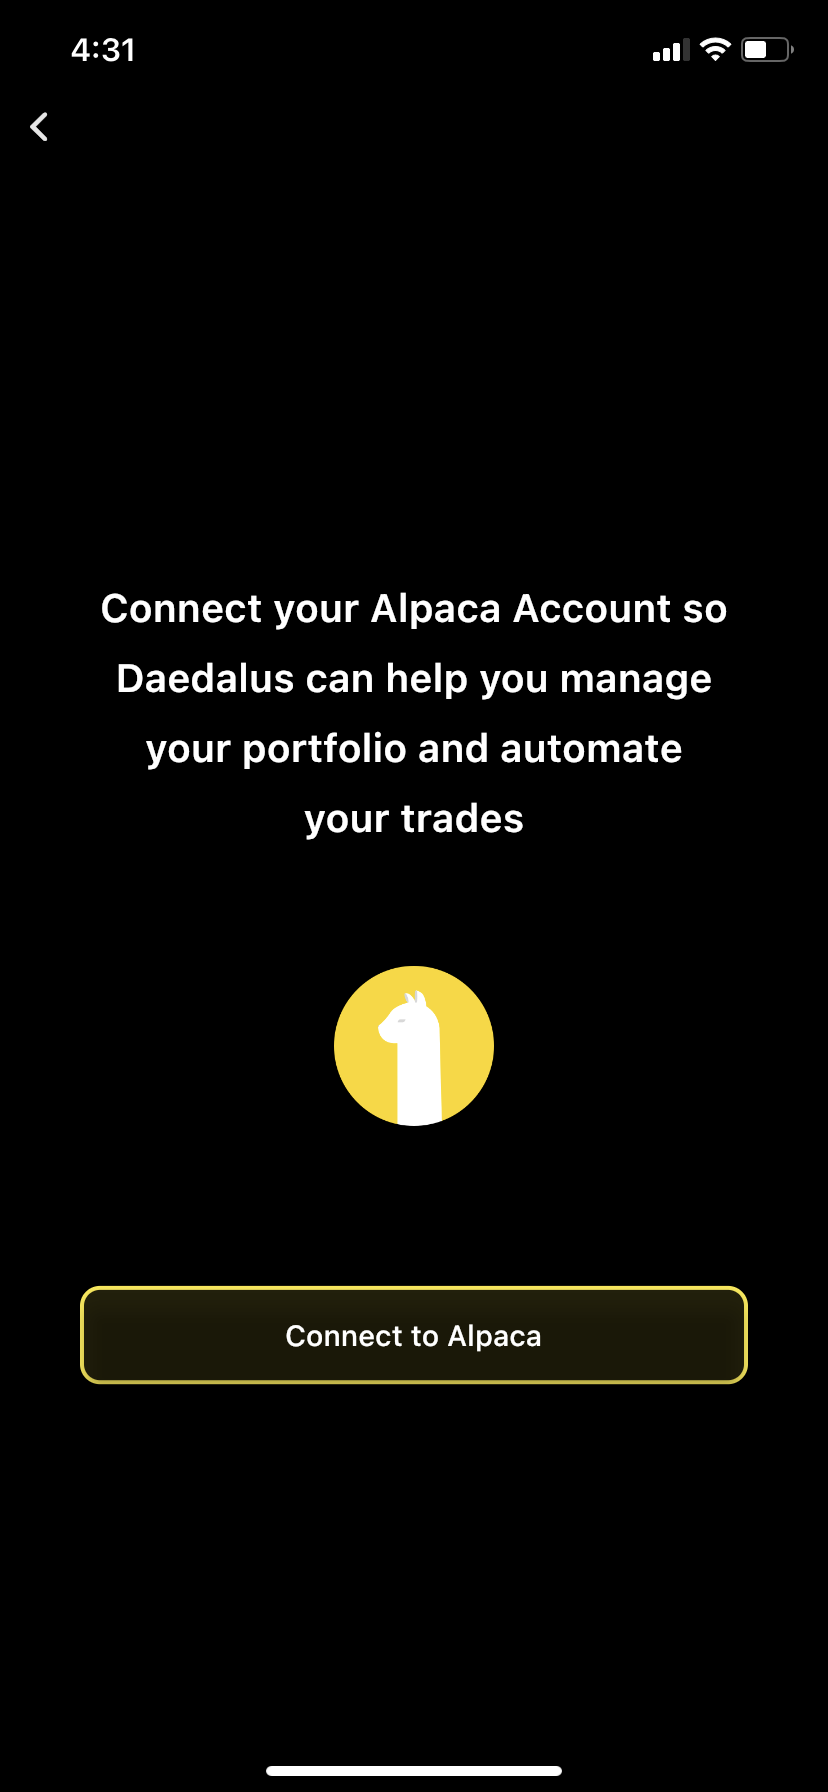 4:31
Connect your Alpaca Account so
Daedalus can help you manage
your portfolio and automate
your trades
Connect to Alpaca